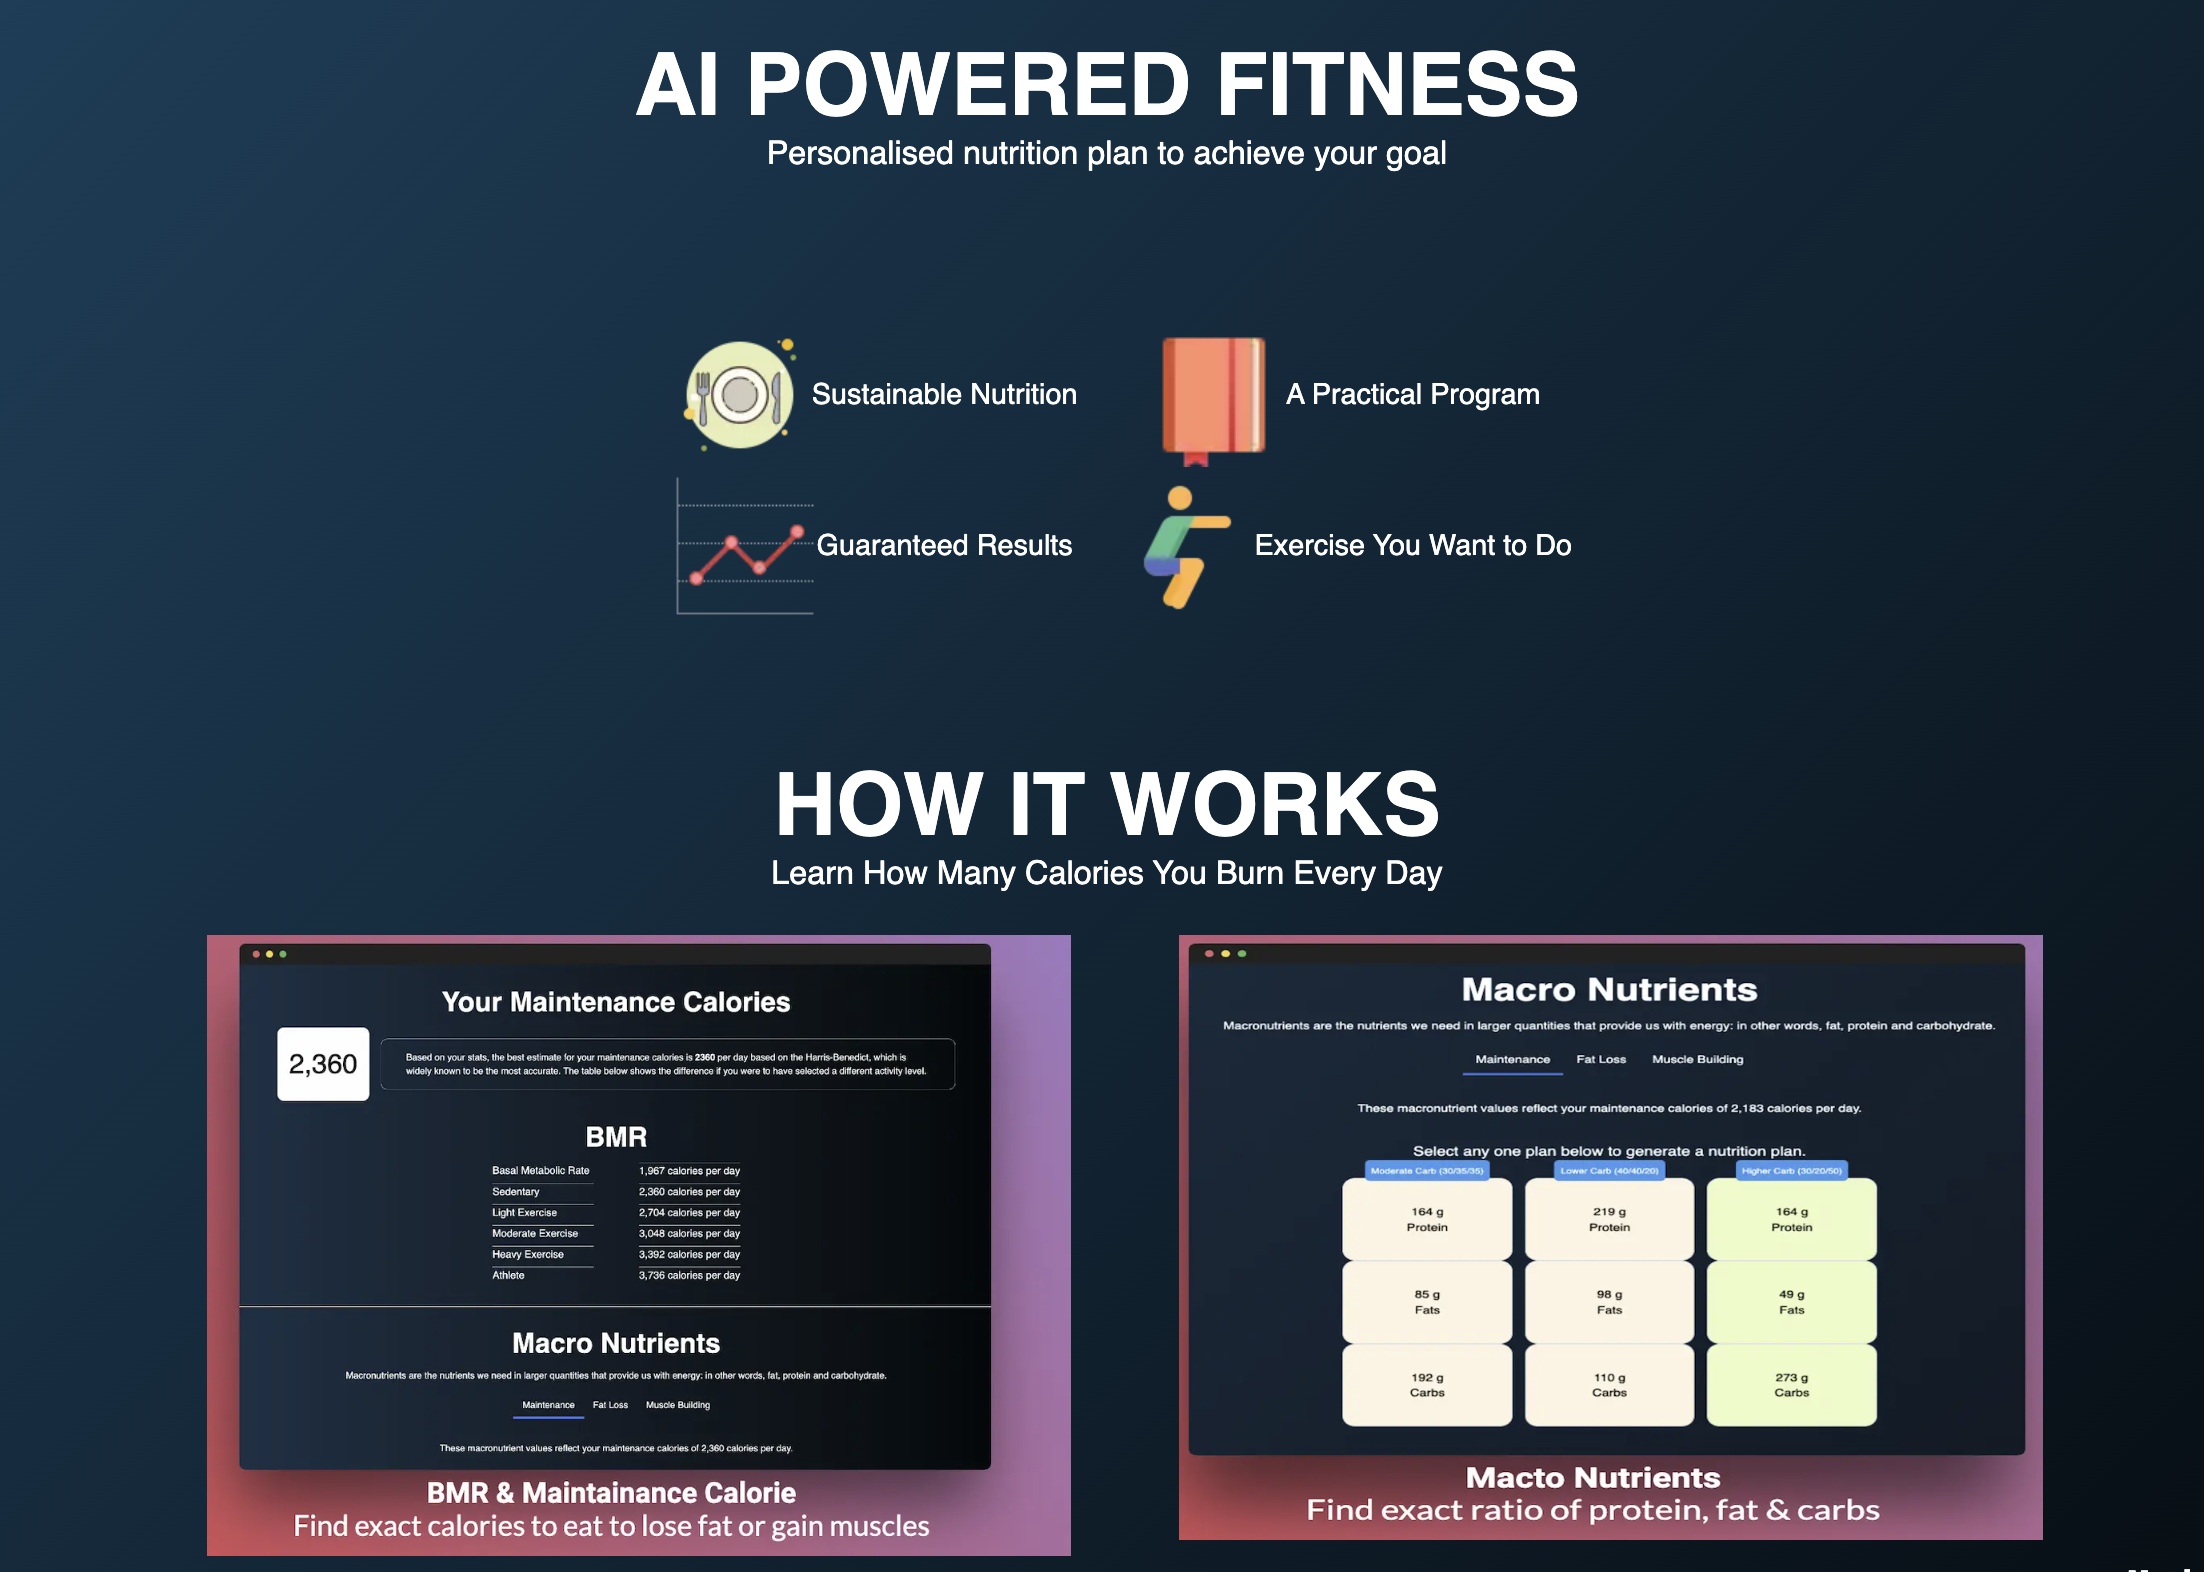 AI POWERED FITNESS
Personalised nutrition plan to achieve your goal
Sustainable Nutrition
A Practical Program
Guaranteed Results
Exercise You Want to Do
HOW IT WORKS
Learn How Many Calories You Burn Every Day
Your Maintenance Calories
2,360
Based on your stats, the best estimate for your maintenance calories is 2360 per day based on the Harris-Benedict, which is
widely known to be the most accurate. The table below shows the difference if you were to have selected a different activity level.
BMR
Basal Metabolic Rate 1,967 calories per day
Sedentary 2,360 calories per day
Light Exercise 2,704 calories per day
Moderate Exercise 3,048 calories per day
Heavy Exercise 3,392 calories per day
Athlete 3,736 calories per day
Macro Nutrients
Macronutrients are the nutrients we need in larger quantities that provide us with energy: in other words, fat, protein and carbohydrate.
Maintenance Fat Loss Muscle Building
These macronutrient values reflect your maintenance calories of 2,360 calories per day.
BMR & Maintainance Calorie
Find exact calories to eat to lose fat or gain muscles
Macro Nutrients
Macronutrients are the nutrients we need in larger quantities that provide us with energy: in other words, fat, protein and carbohydrate.
Maintenance Fat Loss Muscle Building
These macronutrient values reflect your maintenance calories of 2,183 calories per day.
Select any one plan below to generate a nutrition plan.
Moderate Carb (30/35/35) Lower Carb (40/40/20) Higher Carb (30/20/50)
164 g 219 g 164 g
Protein Protein Protein
85 g 98 g 49 g
Fats Fats Fats
192 g 110 g 273 g
Carbs Carbs Carbs
Macto Nutrients
Find exact ratio of protein, fat & carbs